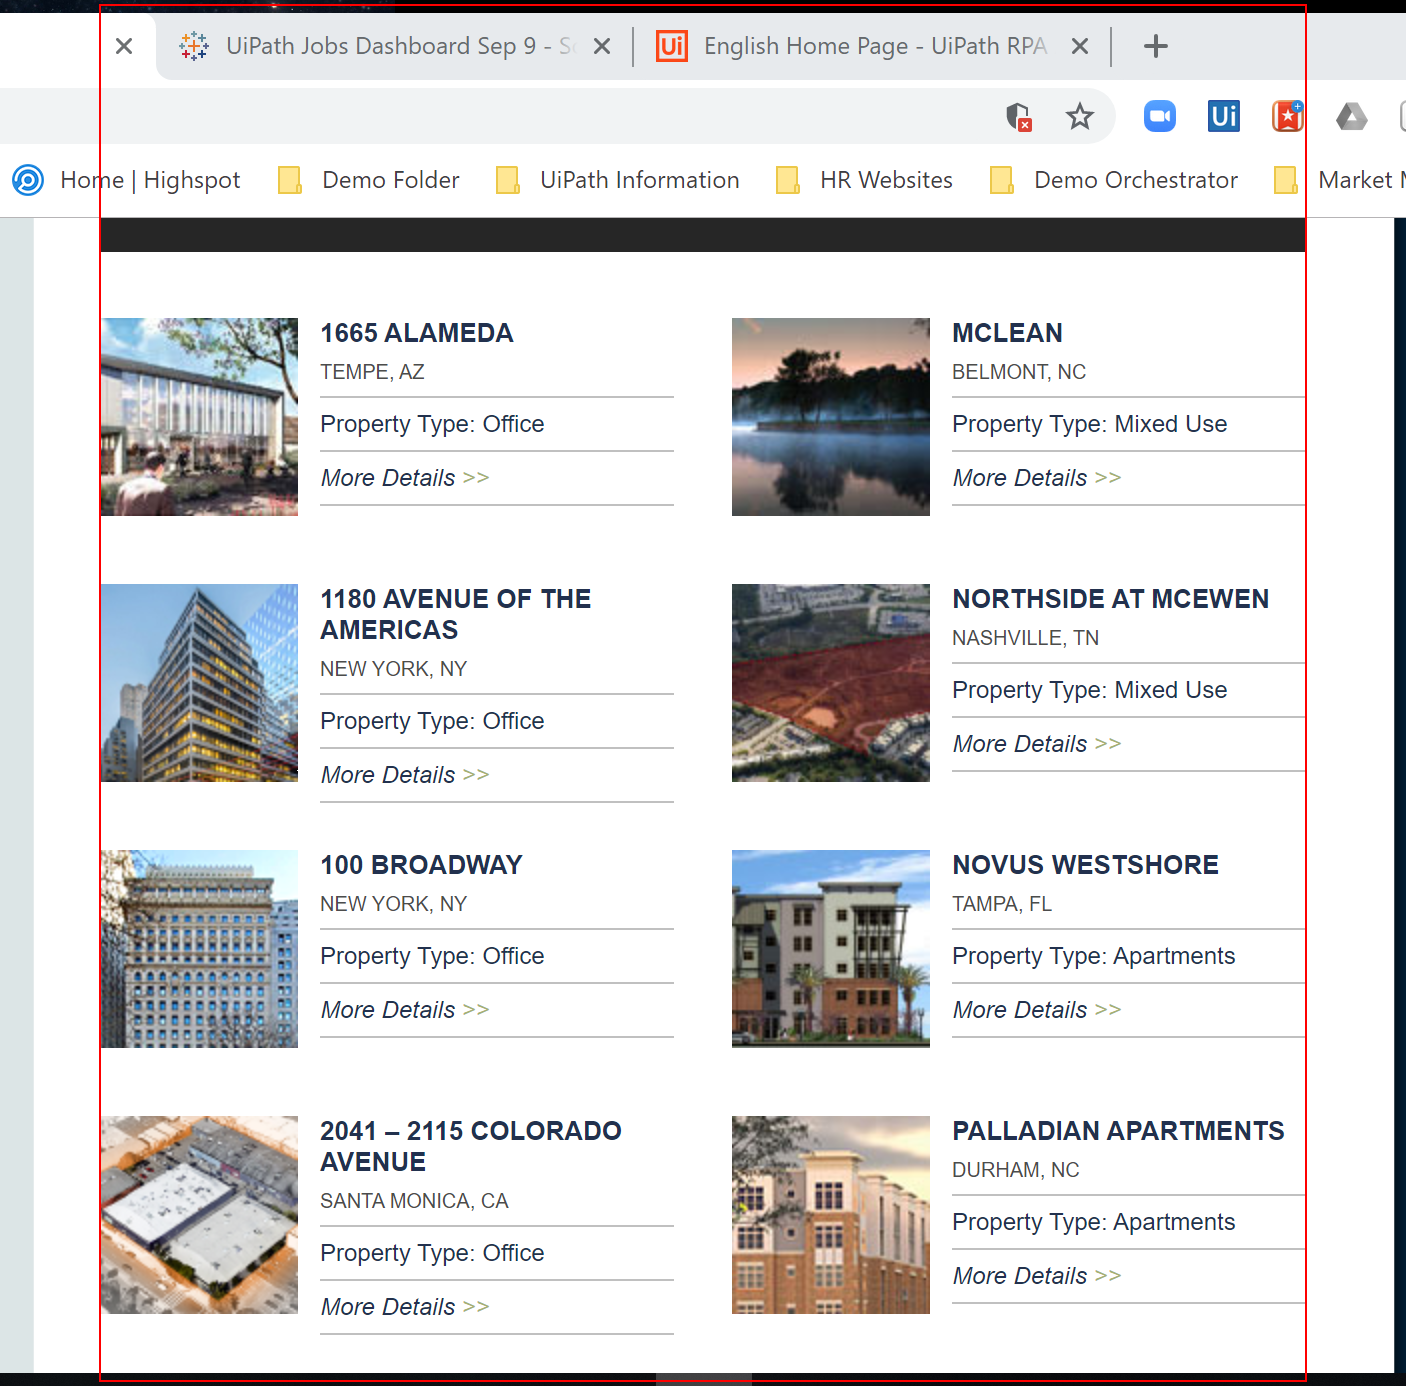 UiPath Jobs Dashboard Sep 9 - S
English Home Page - UiPath RPA
Ui
Ui
Home | Highspot
Demo Folder
UiPath Information
HR Websites
Demo Orchestrator
Market
1665 ALAMEDA
TEMPE, AZ
Property Type: Office
More Details >>
MCLEAN
BELMONT, NC
Property Type: Mixed Use
More Details >>
1180 AVENUE OF THE
AMERICAS
NEW YORK, NY
Property Type: Office
More Details >>
NORTHSIDE AT MCEWEN
NASHVILLE, TN
Property Type: Mixed Use
More Details >>
100 BROADWAY
NEW YORK, NY
Property Type: Office
More Details >>
NOVUS WESTSHORE
TAMPA, FL
Property Type: Apartments
More Details >>
2041 – 2115 COLORADO
AVENUE
SANTA MONICA, CA
Property Type: Office
More Details >>
PALLADIAN APARTMENTS
DURHAM, NC
Property Type: Apartments
More Details >>